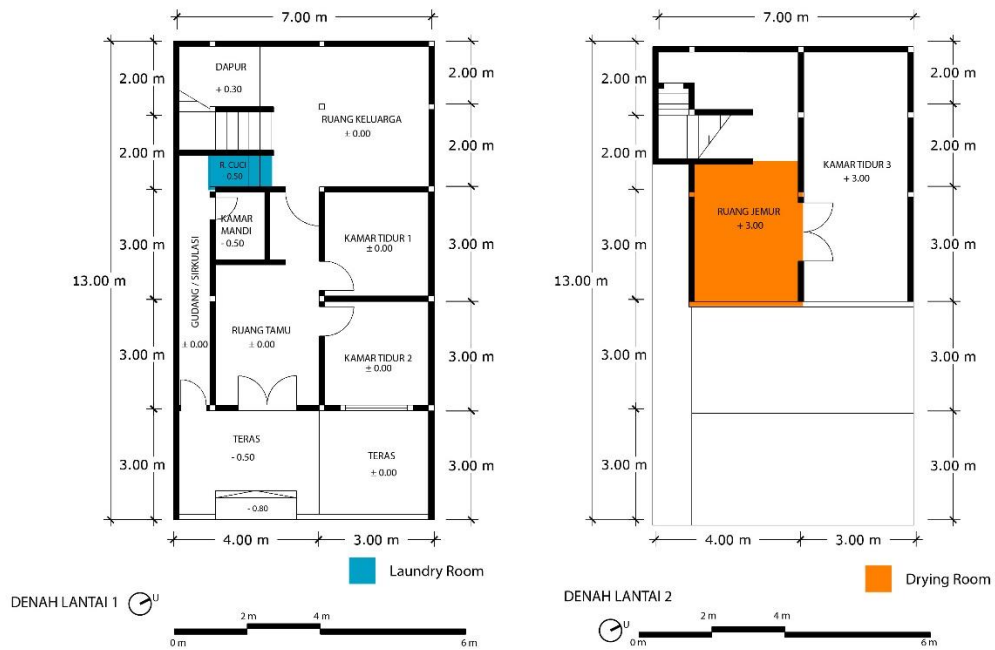 7.00 m
2.00 m
2.00 m
3.00 m
13.00 m
3.00 m
3.00 m
DAPUR
+ 0.30
RUANG KELUARGA
± 0.00
R. CUCI
- 0.50
KAMAR
MANDI
- 0.50
KAMAR TIDUR 1
± 0.00
GUDANG / SIRKULASI
± 0.00
RUANG TAMU
± 0.00
KAMAR TIDUR 2
± 0.00
TERAS
- 0.50
TERAS
± 0.00
- 0.80
2.00 m
2.00 m
3.00 m
3.00 m
3.00 m
4.00 m
3.00 m
Laundry Room
DENAH LANTAI 1
U
2 m
4 m
0 m
6 m
7.00 m
2.00 m
2.00 m
3.00 m
13.00 m
3.00 m
3.00 m
KAMAR TIDUR 3
+ 3.00
RUANG JEMUR
+ 3.00
2.00 m
2.00 m
3.00 m
3.00 m
3.00 m
4.00 m
3.00 m
Drying Room
DENAH LANTAI 2
U
2 m
4 m
0 m
6 m